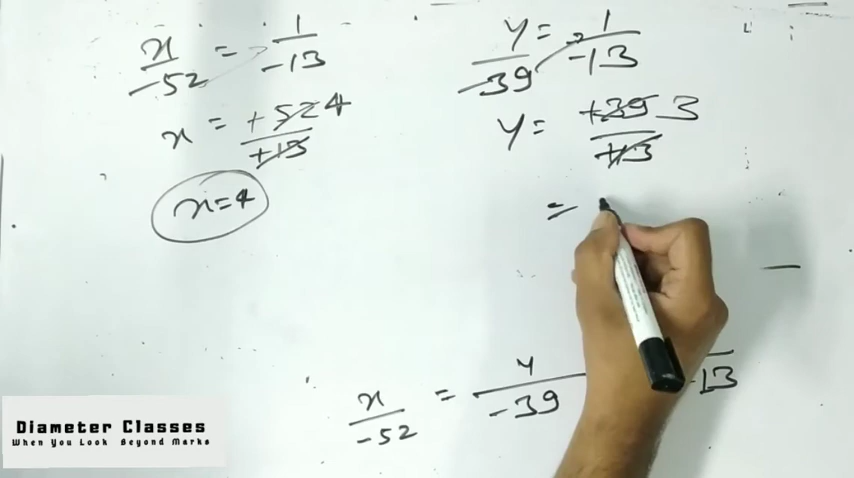 x/-52 = 1/-13
x = +52/+13 4
x=4
y/-39 = 1/-13
y = +39/+13 3
=
x/-52 = y/-39
-13
Diameter Classes
When You Look Beyond Marks